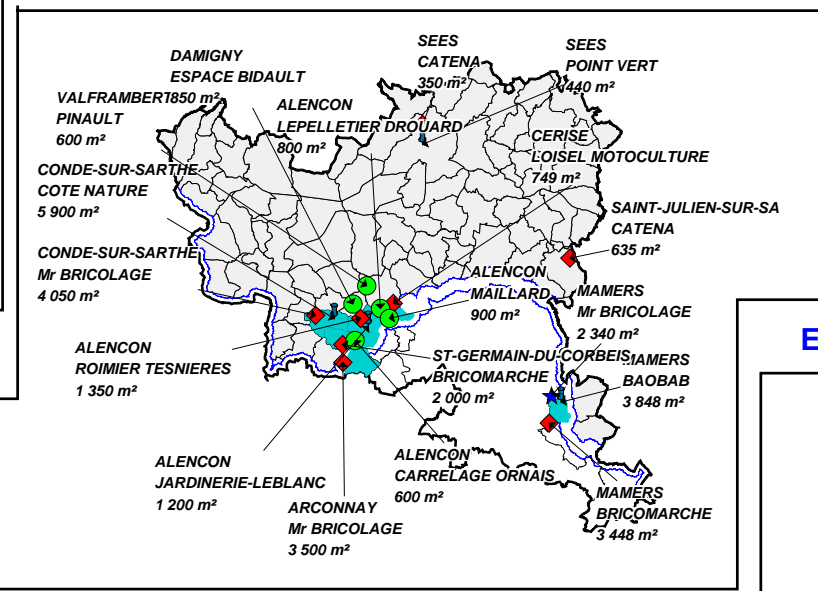 SEES
CATENA
350 m²
SEES
POINT VERT
440 m²
DAMIGNY
ESPACE BIDAULT
850 m²
VALFRAMBERT
PINAULT
600 m²
ALENCON
LEPELLETIER DROUARD
800 m²
CERISE
LOISEL MOTOCULTURE
749 m²
CONDE-SUR-SARTHE
COTE NATURE
5 900 m²
SAINT-JULIEN-SUR-SA
CATENA
635 m²
CONDE-SUR-SARTHE
Mr BRICOLAGE
4 050 m²
ALENCON
MAILLARD
900 m²
MAMERS
Mr BRICOLAGE
2 340 m²
ALENCON
ROIMIER TESNIERES
1 350 m²
ST-GERMAIN-DU-CORBEIS
BRICOMARCHE
2 000 m²
MAMERS
BAOBAB
3 848 m²
E
ALENCON
JARDINERIE-LEBLANC
1 200 m²
ALENCON
CARRELAGE ORNAIS
600 m²
ARCONNAY
Mr BRICOLAGE
3 500 m²
MAMERS
BRICOMARCHE
3 448 m²